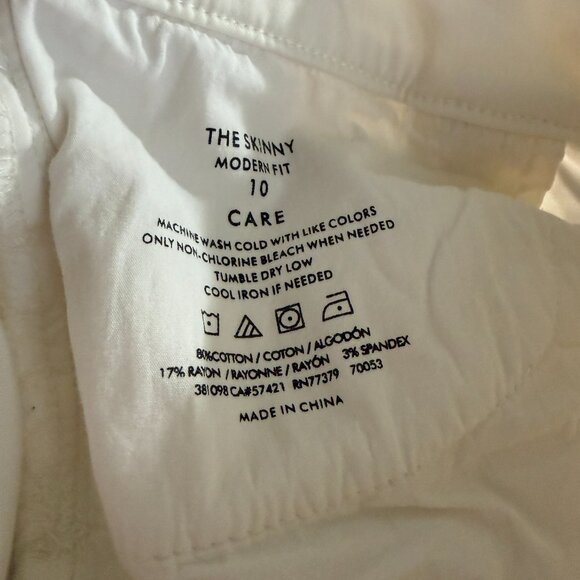 THE SKINNY
MODERN FIT
10
CARE
MACHINE WASH COLD WITH LIKE COLORS
ONLY NON-CHLORINE BLEACH WHEN NEEDED
TUMBLE DRY LOW
COOL IRON IF NEEDED
80%COTTON / COTON / ALGODÓN
17% RAYON / RAYONNE / RAYÓN 3% SPANDEX
381098 CA#57421 RN77379 70053
MADE IN CHINA